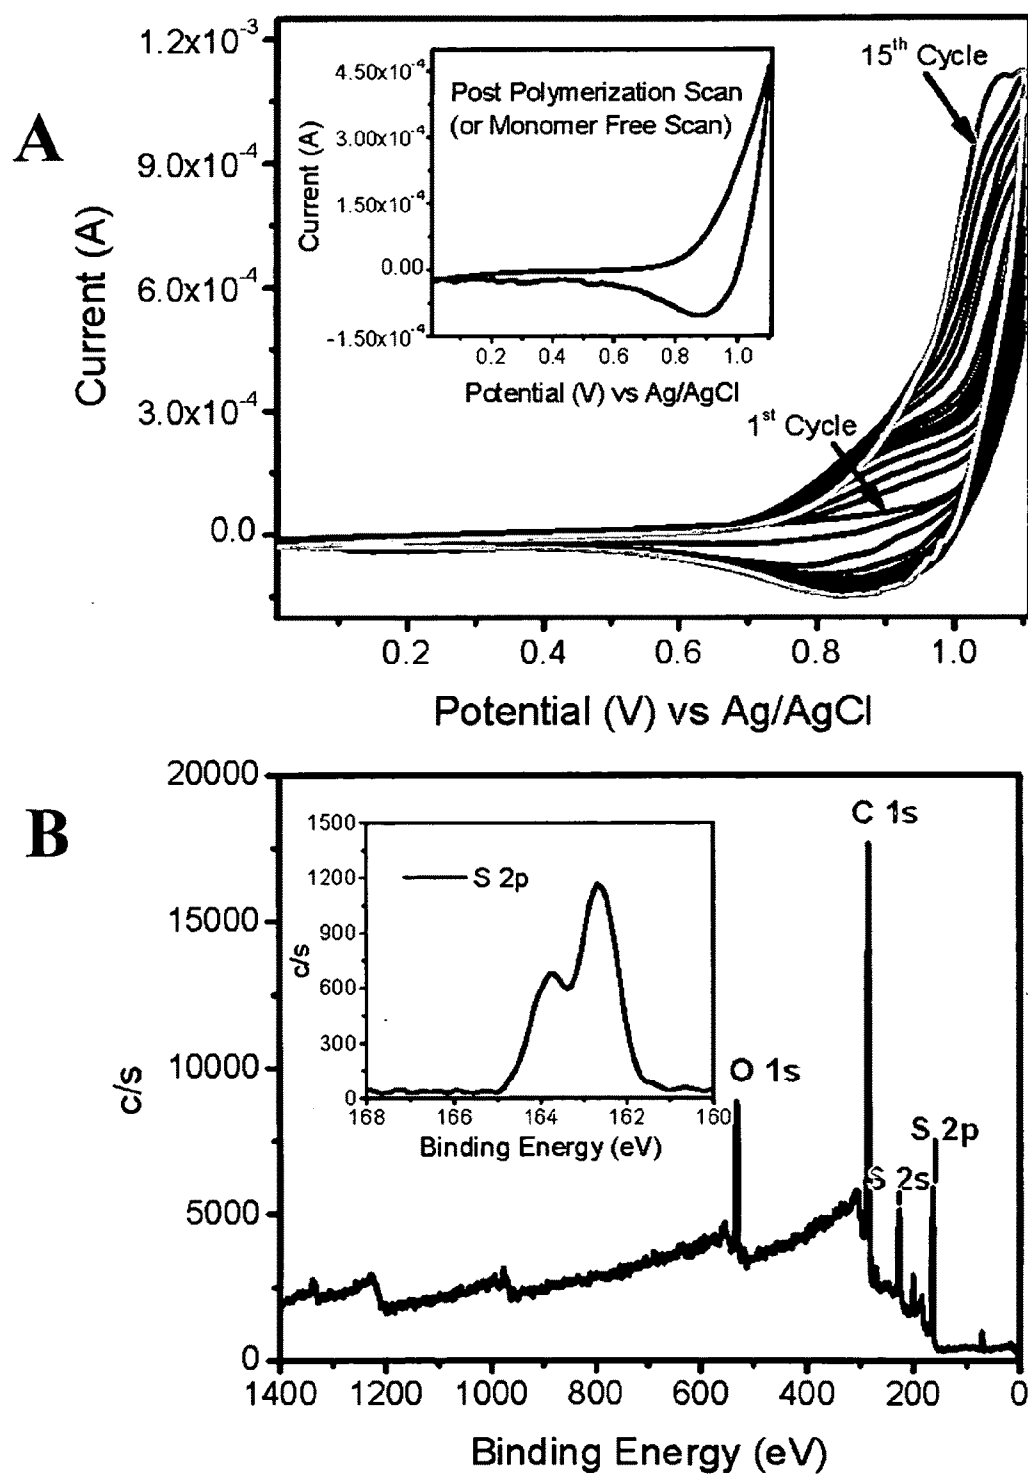 A
1.2x10⁻³
9.0x10⁻⁴
6.0x10⁻⁴
3.0x10⁻⁴
0.0
Current (A)
0.2 0.4 0.6 0.8 1.0
Potential (V) vs Ag/AgCl
15th Cycle
1st Cycle
4.50x10⁻⁴
3.00x10⁻⁴
1.50x10⁻⁴
0.00
-1.50x10⁻⁴
Current (A)
Post Polymerization Scan
(or Monomer Free Scan)
0.2 0.4 0.6 0.8 1.0
Potential (V) vs Ag/AgCl
B
20000
15000
10000
5000
0
c/s
1400 1200 1000 800 600 400 200 0
Binding Energy (eV)
C 1s
O 1s
S 2p
S 2s
1500
1200
900
600
300
0
c/s
S 2p
168 166 164 162 160
Binding Energy (eV)